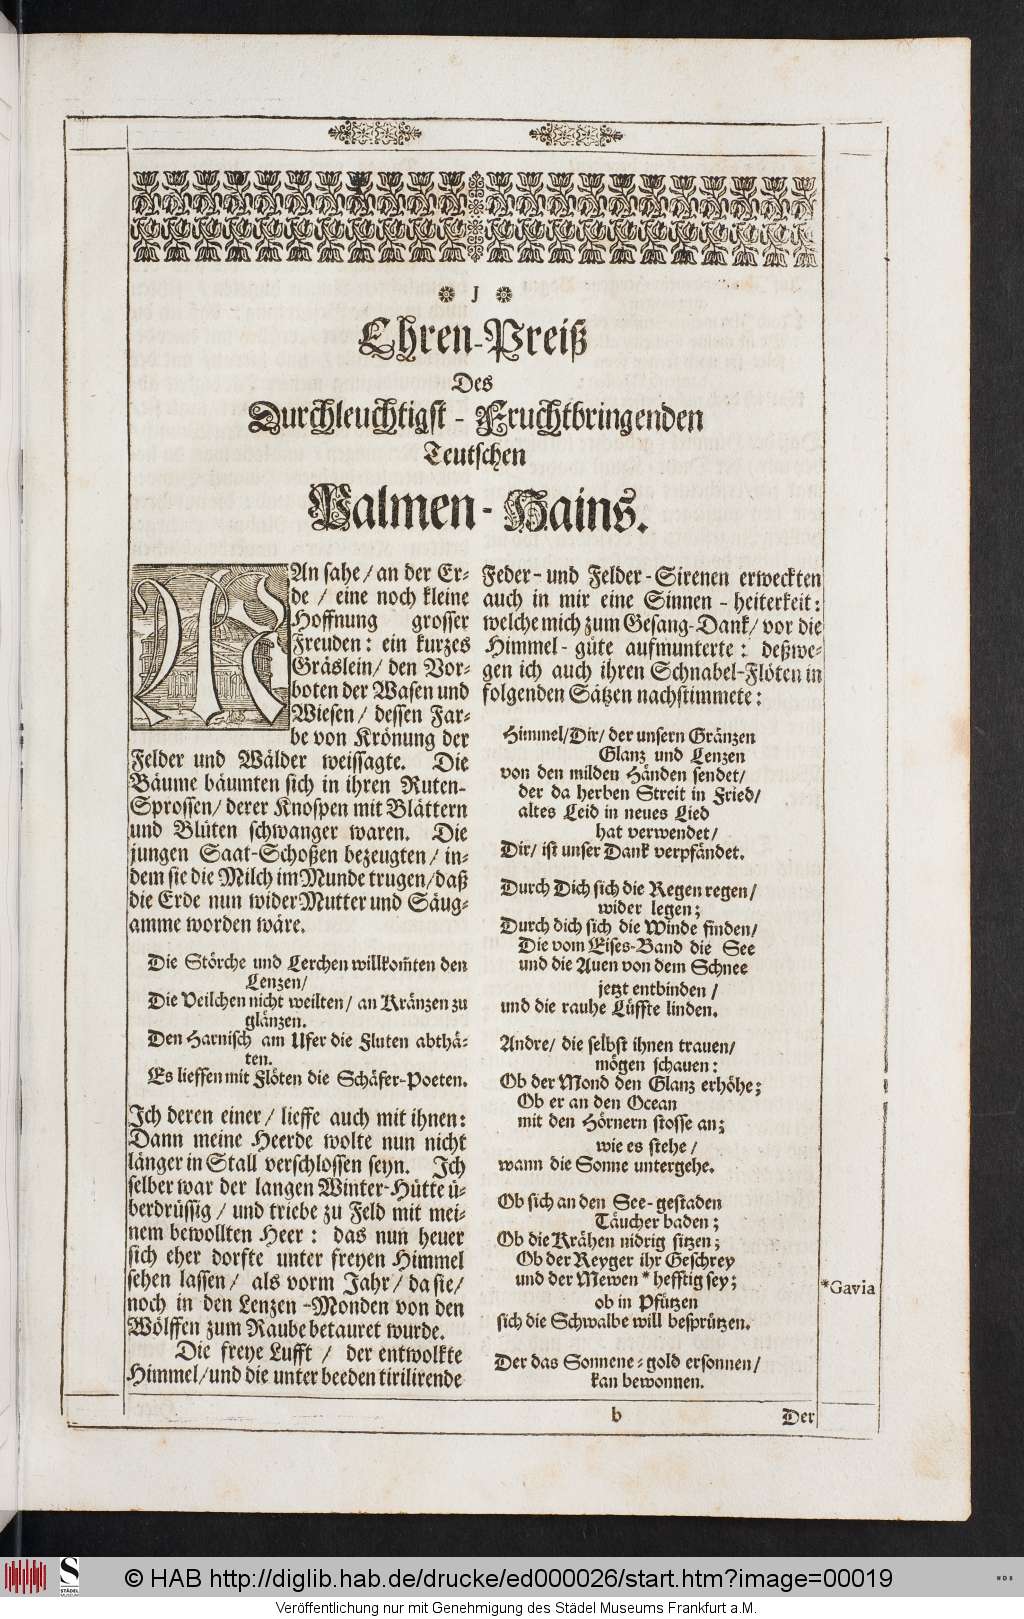 J
Ehren-Preiß
Des
Durchleuchtigst-Fruchtbringenden
Teutschen
Palmen-Hains.
MAn sahe/ an der Er-
de / eine noch kleine
Hoffnung grosser
Freuden: ein kurzes
Gräslein/ den Vor-
boten der Wasen und
Wiesen/ dessen Far-
be von Krönung der
Felder und Wälder weissagte. Die
Bäume bäumten sich in ihren Ruten-
Sprossen/ derer Knospen mit Blättern
und Blüten schwanger waren. Die
jungen Saat-Schoßen bezeugten/ in-
dem sie die Milch im Munde trugen/ daß
die Erde nun wider Mutter und Säug-
amme worden wäre.
Die Störche und Lerchen willkom̃ten den
Lenzen/
Die Veilchen nicht weilten/ an Kränzen zu
glänzen.
Den Harnisch am Ufer die Fluten abthä-
ten.
Es lieffen mit Flöten die Schäfer-Poeten.
Ich deren einer/ lieffe auch mit ihnen:
Dann meine Heerde wolte nun nicht
länger in Stall verschlossen seyn. Ich
selber war der langen Winter-Hütte ü-
berdrüssig/ und triebe zu Feld mit mei-
nem bewollten Heer: das nun heuer
sich eher dorfte unter freyen Himmel
sehen lassen/ als vorm Jahr/ da sie/
noch in den Lenzen-Monden von den
Wölffen zum Raube betauret wurde.
Die freye Lufft / der entwolkte
Himmel/ und die unter beeden tirilirende
Feder- und Felder-Sirenen erweckten
auch in mir eine Sinnen-heiterkeit:
welche mich zum Gesang-Dank/ vor die
Himmel-güte aufmunterte: deßwe-
gen ich auch ihren Schnabel-Flöten in
folgenden Sätzen nachstimmete:
Himmel/ Dir/ der unsern Gränzen
Glanz und Lenzen
von den milden Händen sendet/
der da herben Streit in Fried/
altes Leid in neues Lied
hat verwendet/
Dir/ ist unser Dank verpfändet.
Durch Dich sich die Regen regen/
wider legen;
Durch dich sich die Winde finden/
Die vom Eises-Band die See
und die Auen von dem Schnee
jetzt entbinden/
und die rauhe Lüffte linden.
Andre/ die selbst ihnen trauen/
mögen schauen:
Ob der Mond den Glanz erhöhe;
Ob er an den Ocean
mit den Hörnern stosse an;
wie es stehe/
wann die Sonne untergehe.
Ob sich an den See-gestaden
Täucher baden;
Ob die Krähen nidrig sitzen;
Ob der Reyger ihr Geschrey
und der Mewen * hefftig sey;
ob in Pfützen
sich die Schwalbe will besprützen.
*Gavia
Der das Sonnene-gold ersonnen/
kan bewonnen.
b
Der
© HAB http://diglib.hab.de/drucke/ed000026/start.htm?image=00019
Veröffentlichung nur mit Genehmigung des Städel Museums Frankfurt a.M.